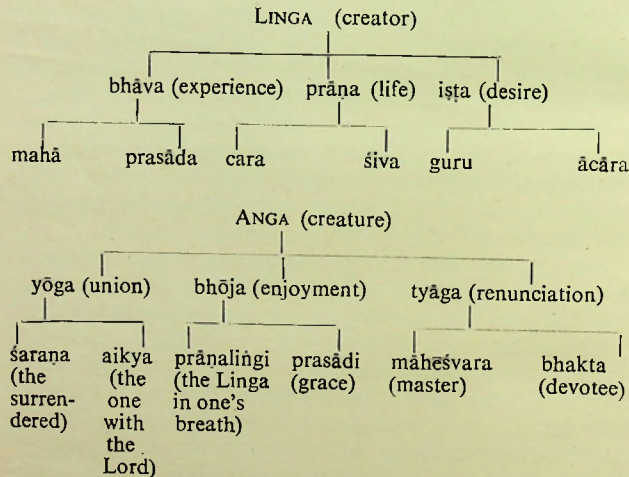 LINGA (creator)
bhāva (experience) prāṇa (life) iṣṭa (desire)
mahā prasāda cara śiva guru ācāra
ANGA (creature)
yōga (union) bhōja (enjoyment) tyāga (renunciation)
śaraṇa aikya prāṇaliṅgi prasādi māheśvara bhakta
(the (the (the Linga (grace) (master) (devotee)
surren- one in one's
dered) with breath)
the
Lord)